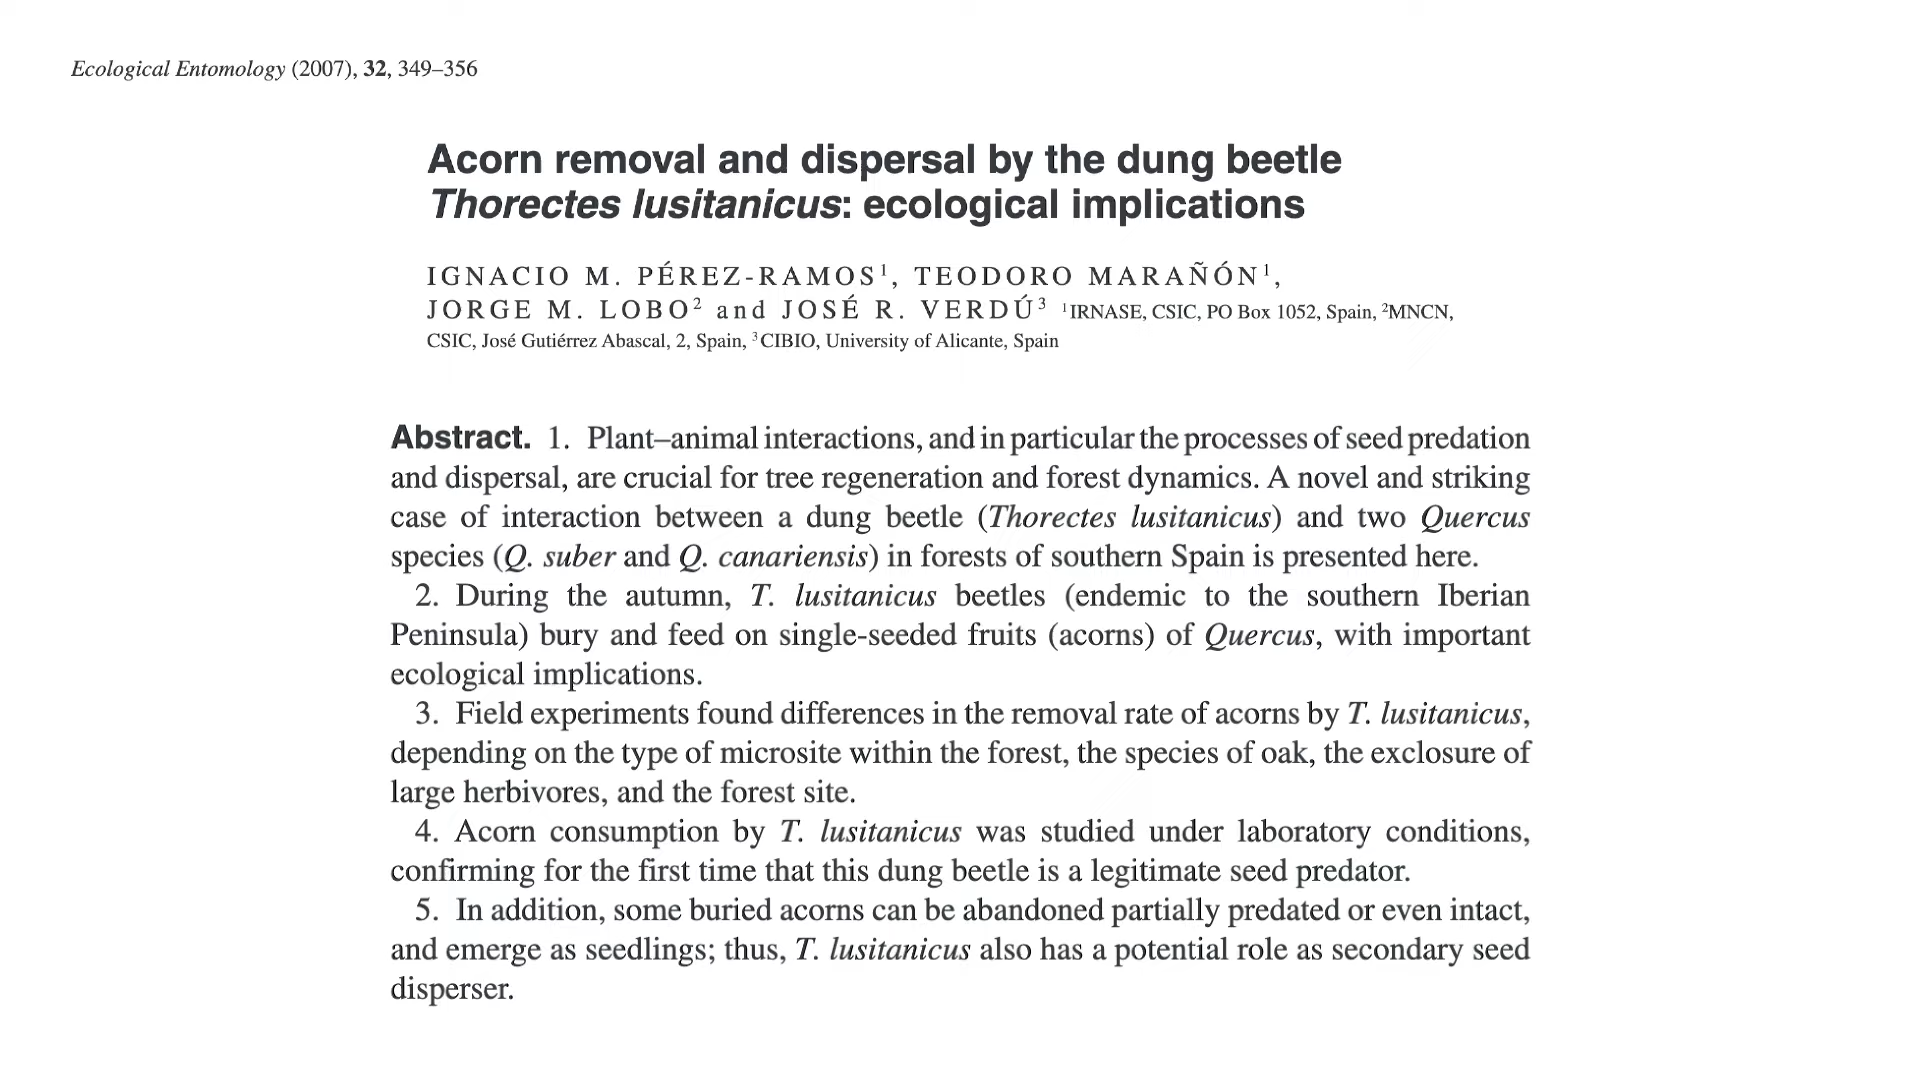 Ecological Entomology (2007), 32, 349–356
Acorn removal and dispersal by the dung beetle
Thorectes lusitanicus: ecological implications
IGNACIO M. PÉREZ-RAMOS¹, TEODORO MARAÑÓN¹,
JORGE M. LOBO² and JOSÉ R. VERDÚ³ ¹IRNASE, CSIC, PO Box 1052, Spain, ²MNCN,
CSIC, José Gutiérrez Abascal, 2, Spain, ³CIBIO, University of Alicante, Spain
Abstract. 1. Plant–animal interactions, and in particular the processes of seed predation
and dispersal, are crucial for tree regeneration and forest dynamics. A novel and striking
case of interaction between a dung beetle (Thorectes lusitanicus) and two Quercus
species (Q. suber and Q. canariensis) in forests of southern Spain is presented here.
2. During the autumn, T. lusitanicus beetles (endemic to the southern Iberian
Peninsula) bury and feed on single-seeded fruits (acorns) of Quercus, with important
ecological implications.
3. Field experiments found differences in the removal rate of acorns by T. lusitanicus,
depending on the type of microsite within the forest, the species of oak, the exclosure of
large herbivores, and the forest site.
4. Acorn consumption by T. lusitanicus was studied under laboratory conditions,
confirming for the first time that this dung beetle is a legitimate seed predator.
5. In addition, some buried acorns can be abandoned partially predated or even intact,
and emerge as seedlings; thus, T. lusitanicus also has a potential role as secondary seed
disperser.